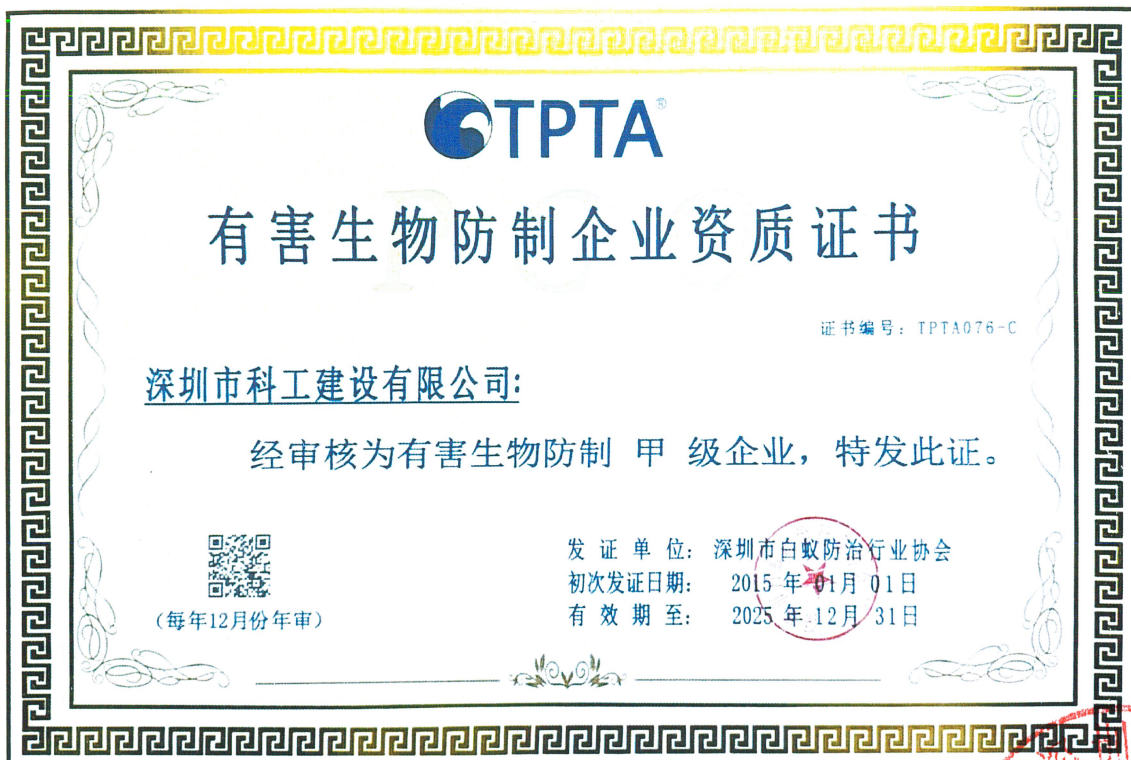 TPTA®
有害生物防制企业资质证书
证书编号：TPTA076-C
深圳市科工建设有限公司:
经审核为有害生物防制 甲 级企业，特发此证。
发证单位：深圳市白蚁防治行业协会
初次发证日期： 2015 年 01月 01日
有效期至： 2025 年 12月 31日
(每年12月份年审)